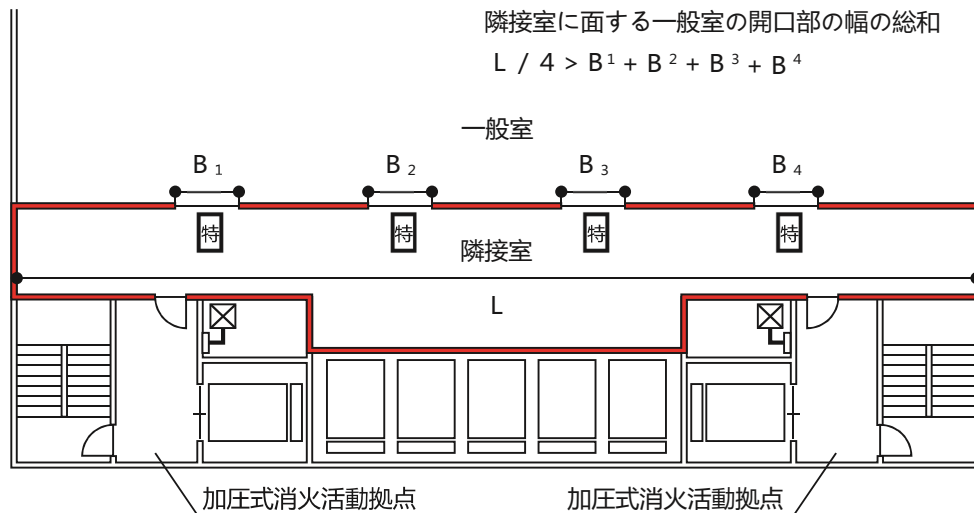 隣接室に面する一般室の開口部の幅の総和
L / 4 > B1 + B2 + B3 + B4
一般室
B1 B2 B3 B4
特 特 特 特
隣接室
L
加圧式消火活動拠点 加圧式消火活動拠点